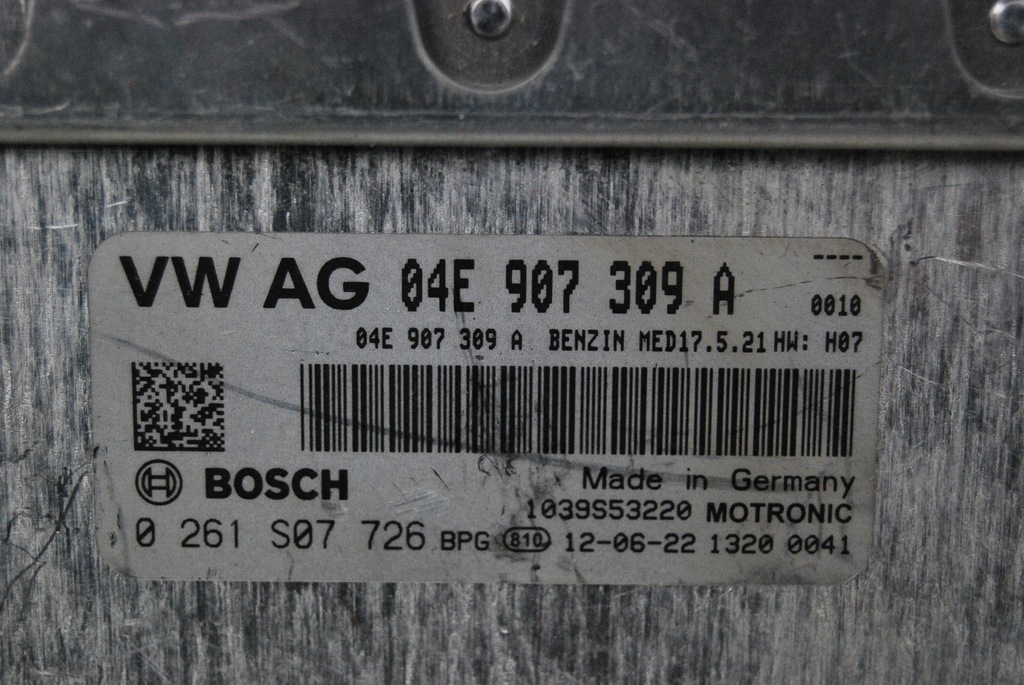 VW AG 04E 907 309 A ----
0010
04E 907 309 A BENZIN MED17.5.21 HW: H07
BOSCH
Made in Germany
1039S53220 MOTRONIC
0 261 S07 726 BPG 810 12-06-22 1320 0041